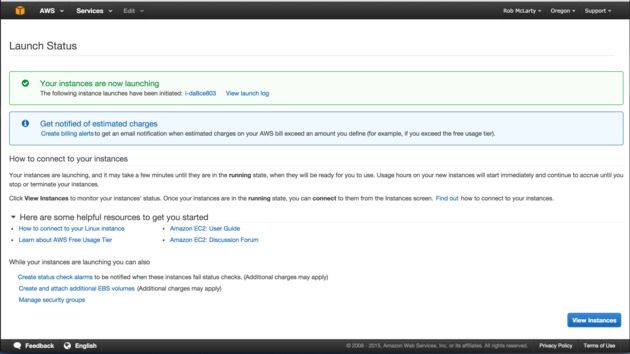 AWS Services Edit Rob McLarty Oregon Support
Launch Status
Your instances are now launching
The following instance launches have been initiated: i-da8ce803 View launch log
Get notified of estimated charges
Create billing alerts to get an email notification when estimated charges on your AWS bill exceed an amount you define (for example, if you exceed the free usage tier).
How to connect to your instances
Your instances are launching, and it may take a few minutes until they are in the running state, when they will be ready for you to use. Usage hours on your new instances will start immediately and continue to accrue until you
stop or terminate your instances.
Click View Instances to monitor your instances' status. Once your instances are in the running state, you can connect to them from the Instances screen. Find out how to connect to your instances.
Here are some helpful resources to get you started
How to connect to your Linux instance Amazon EC2: User Guide
Learn about AWS Free Usage Tier Amazon EC2: Discussion Forum
While your instances are launching you can also
Create status check alarms to be notified when these instances fail status checks. (Additional charges may apply)
Create and attach additional EBS volumes (Additional charges may apply)
Manage security groups
View Instances
Feedback English © 2008 - 2015, Amazon Web Services, Inc. or its affiliates. All rights reserved. Privacy Policy Terms of Use